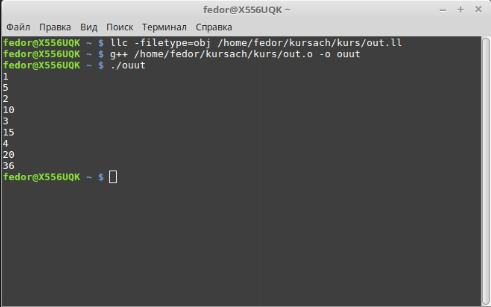 fedor@X556UQK ~
Файл Правка Вид Поиск Терминал Справка
fedor@X556UQK ~ $ llc -filetype=obj /home/fedor/kursach/kurs/out.ll
fedor@X556UQK ~ $ g++ /home/fedor/kursach/kurs/out.o -o ouut
fedor@X556UQK ~ $ ./ouut
1
5
2
10
3
15
4
20
36
fedor@X556UQK ~ $